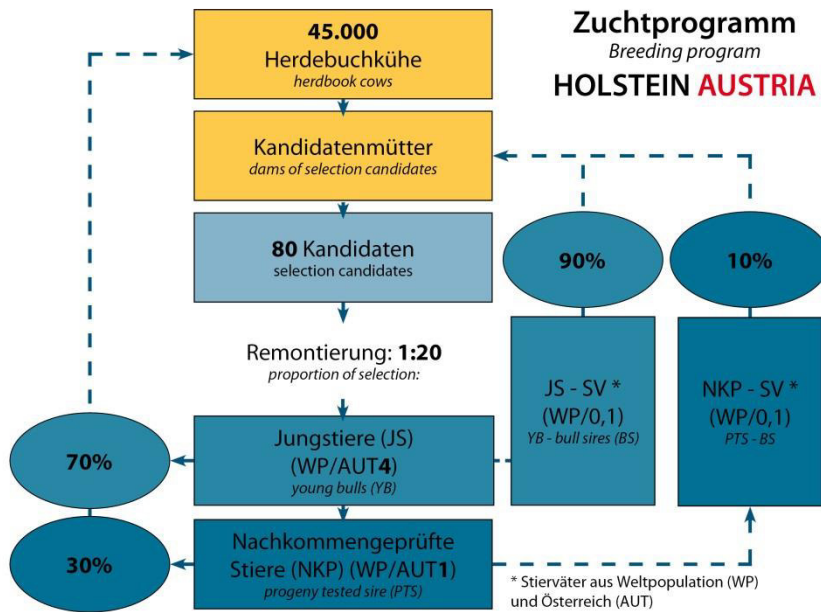 Zuchtprogramm
Breeding program
HOLSTEIN AUSTRIA
45.000
Herdebuchkühe
herdbook cows
Kandidatenmütter
dams of selection candidates
80 Kandidaten
selection candidates
90%
10%
Remontierung: 1:20
proportion of selection:
JS - SV *
(WP/0,1)
YB - bull sires (BS)
NKP - SV *
(WP/0,1)
PTS - BS
70%
Jungstiere (JS)
(WP/AUT4)
young bulls (YB)
30%
Nachkommengeprüfte
Stiere (NKP) (WP/AUT1)
progeny tested sire (PTS)
* Stierväter aus Weltpopulation (WP)
und Österreich (AUT)